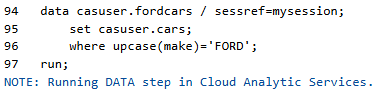 94   data casuser.fordcars / sessref=mysession;
95       set casuser.cars;
96       where upcase(make)='FORD';
97   run;
NOTE: Running DATA step in Cloud Analytic Services.